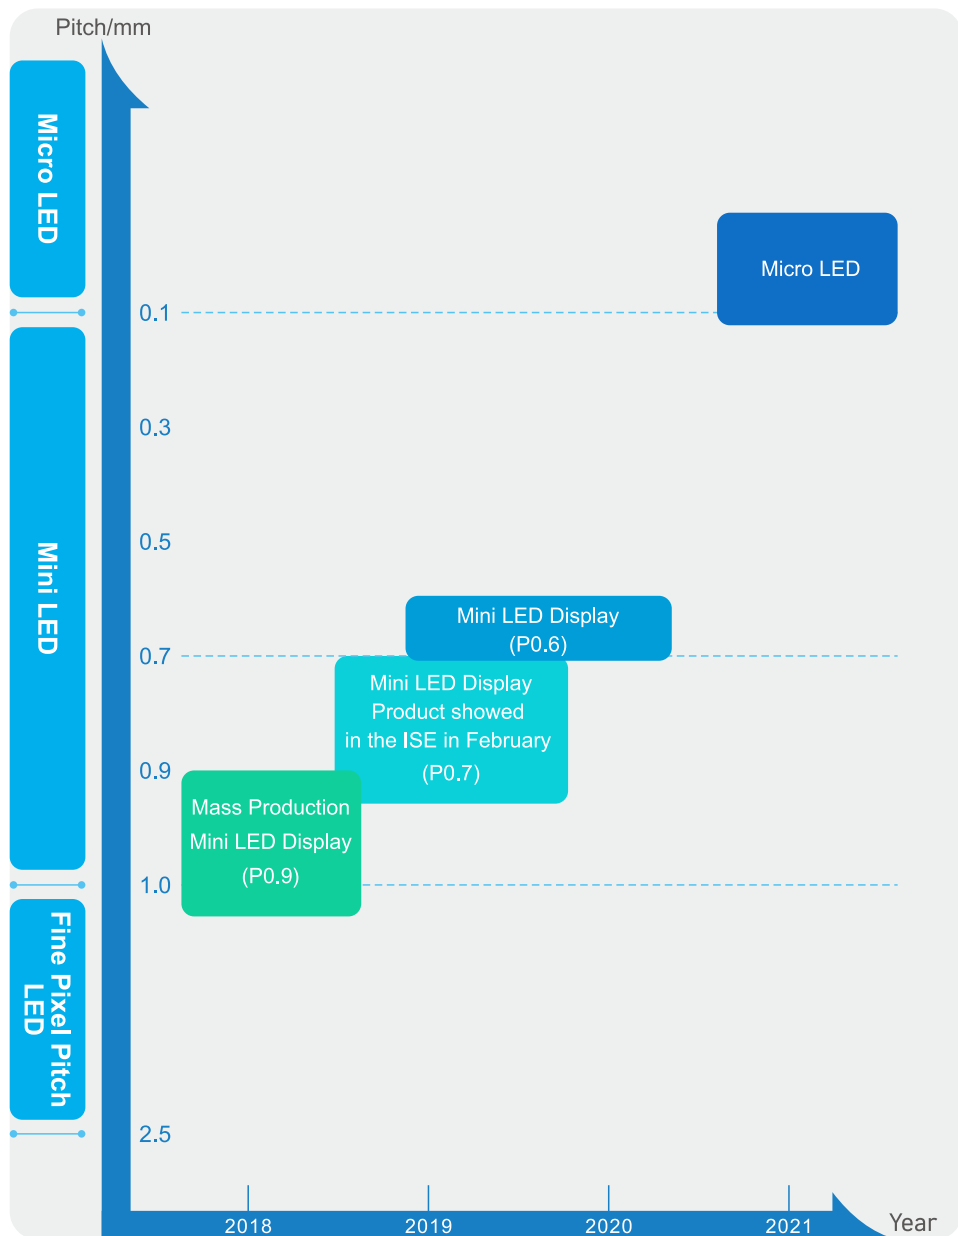 Pitch/mm
Micro LED
Micro LED
0.1
Mini LED
0.3
0.5
Mini LED Display
(P0.6)
0.7
Mini LED Display
Product showed
in the ISE in February
(P0.7)
0.9
Mass Production
Mini LED Display
(P0.9)
1.0
Fine Pixel Pitch
LED
2.5
2018
2019
2020
2021
Year